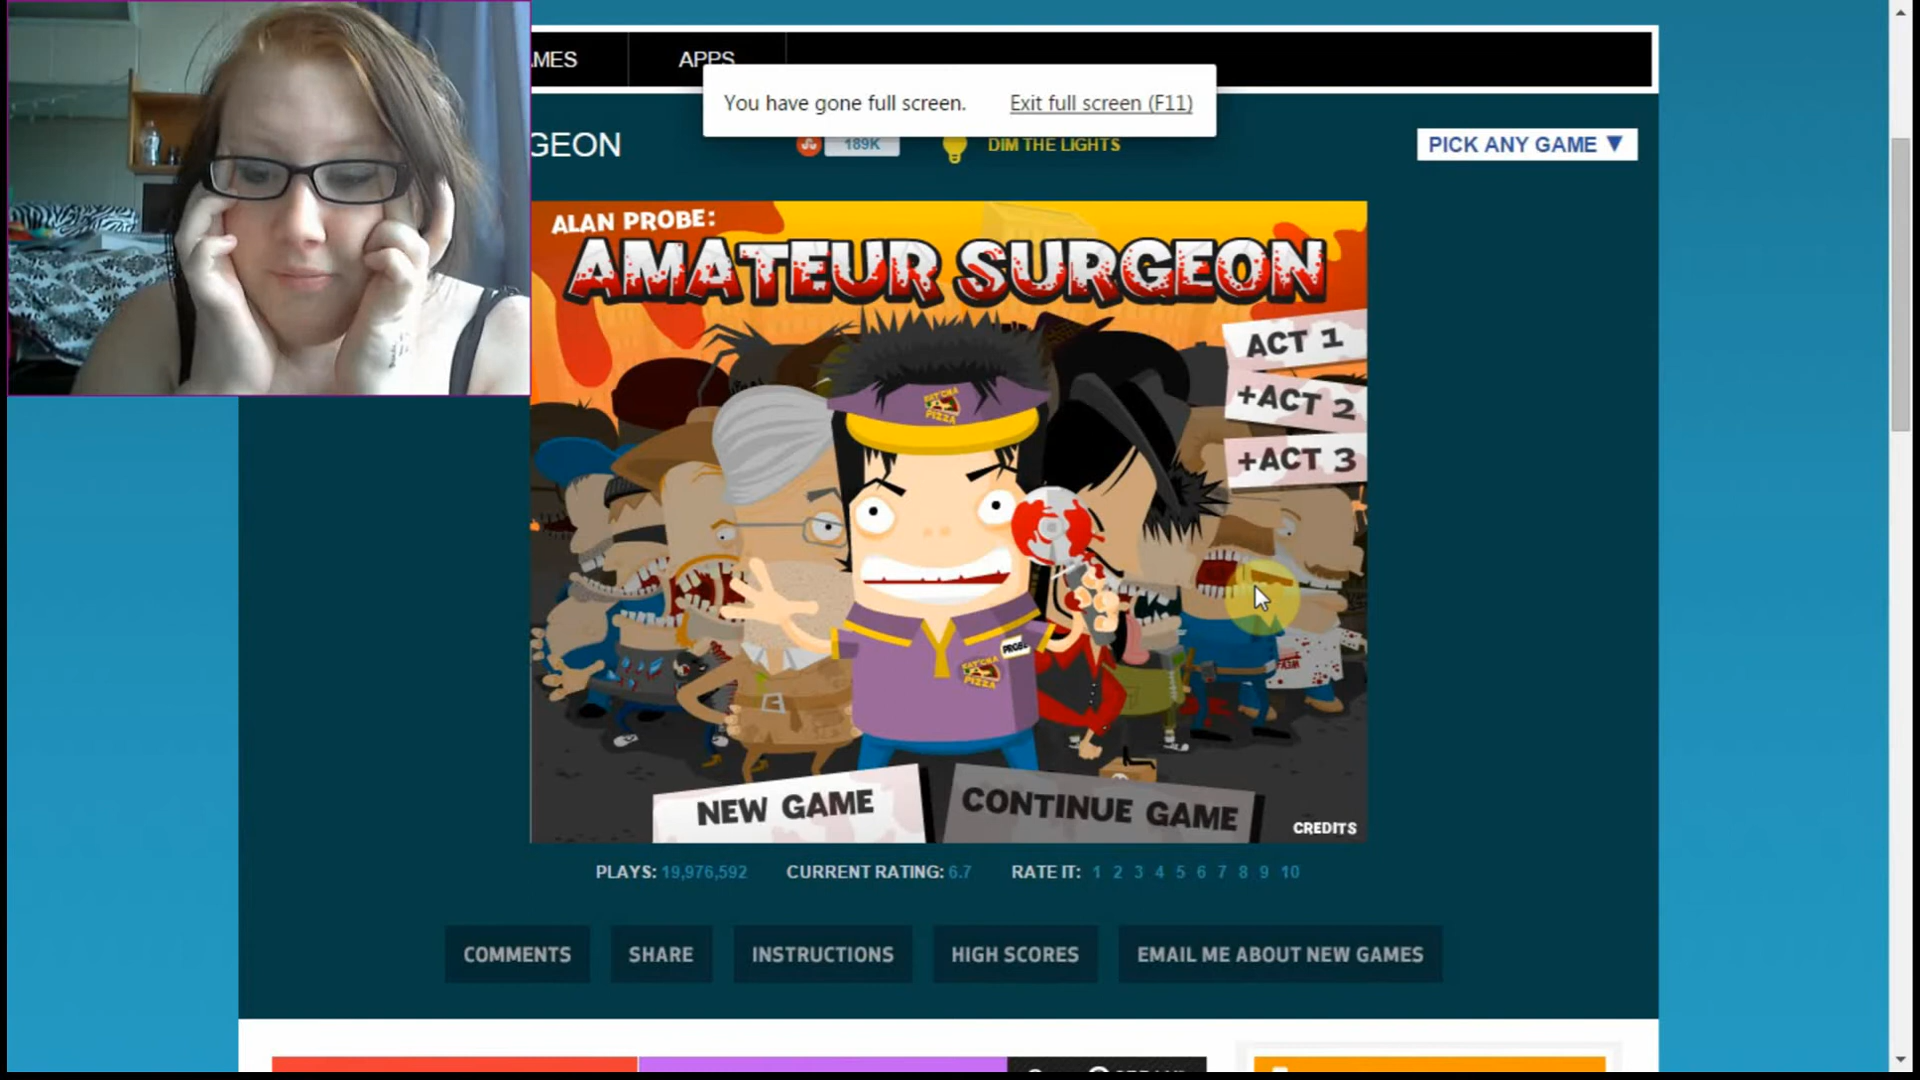 MES
APPS
You have gone full screen. Exit full screen (F11)
GEON
189K
DIM THE LIGHTS
PICK ANY GAME ▼
ALAN PROBE:
AMATEUR SURGEON
ACT 1
+ACT 2
+ACT 3
PIZZA
PROBE
PIZZA
NEW GAME
CONTINUE GAME
CREDITS
PLAYS: 19,976,592
CURRENT RATING: 6.7
RATE IT: 1 2 3 4 5 6 7 8 9 10
COMMENTS
SHARE
INSTRUCTIONS
HIGH SCORES
EMAIL ME ABOUT NEW GAMES